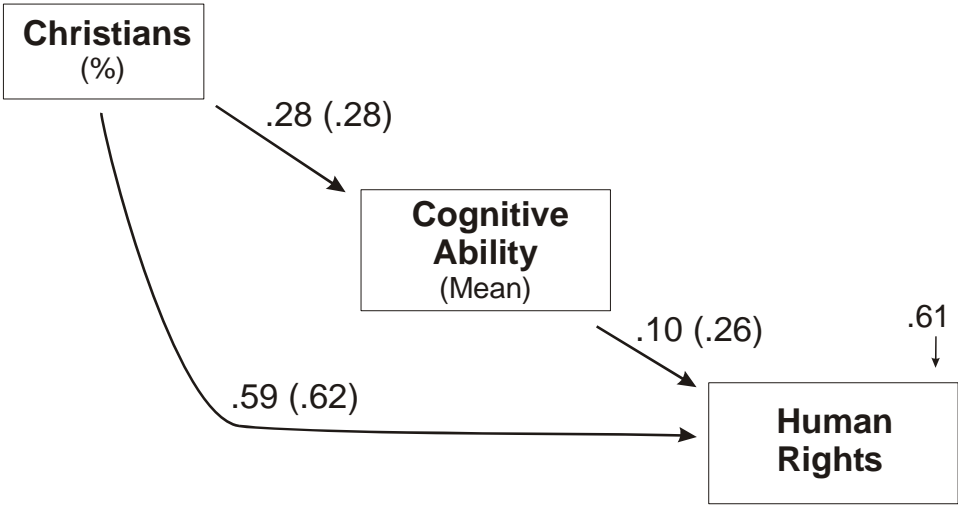 Christians
(%)
.28 (.28)
Cognitive
Ability
(Mean)
.10 (.26)
.61
.59 (.62)
Human
Rights